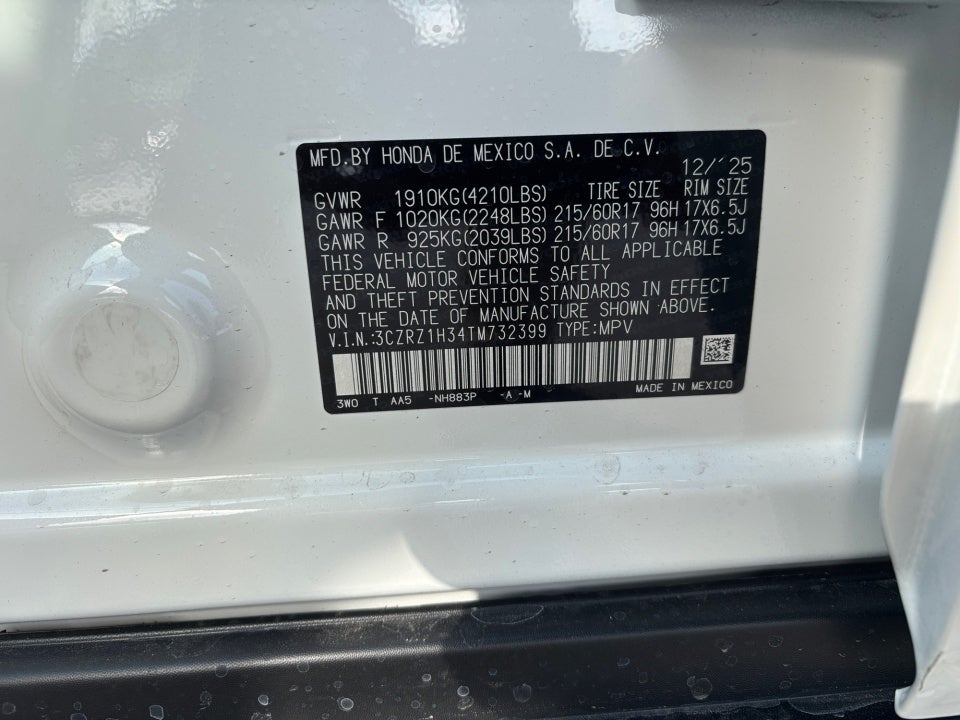 MFD.BY HONDA DE MEXICO S.A. DE C.V.
12/´25
GVWR 1910KG(4210LBS) TIRE SIZE RIM SIZE
GAWR F 1020KG(2248LBS) 215/60R17 96H 17X6.5J
GAWR R 925KG(2039LBS) 215/60R17 96H 17X6.5J
THIS VEHICLE CONFORMS TO ALL APPLICABLE
FEDERAL MOTOR VEHICLE SAFETY
AND THEFT PREVENTION STANDARDS IN EFFECT
ON THE DATE OF MANUFACTURE SHOWN ABOVE.
V.I.N.:3CZRZ1H34TM732399 TYPE:MPV
MADE IN MEXICO
3W0 T AA5 -NH883P -A -M